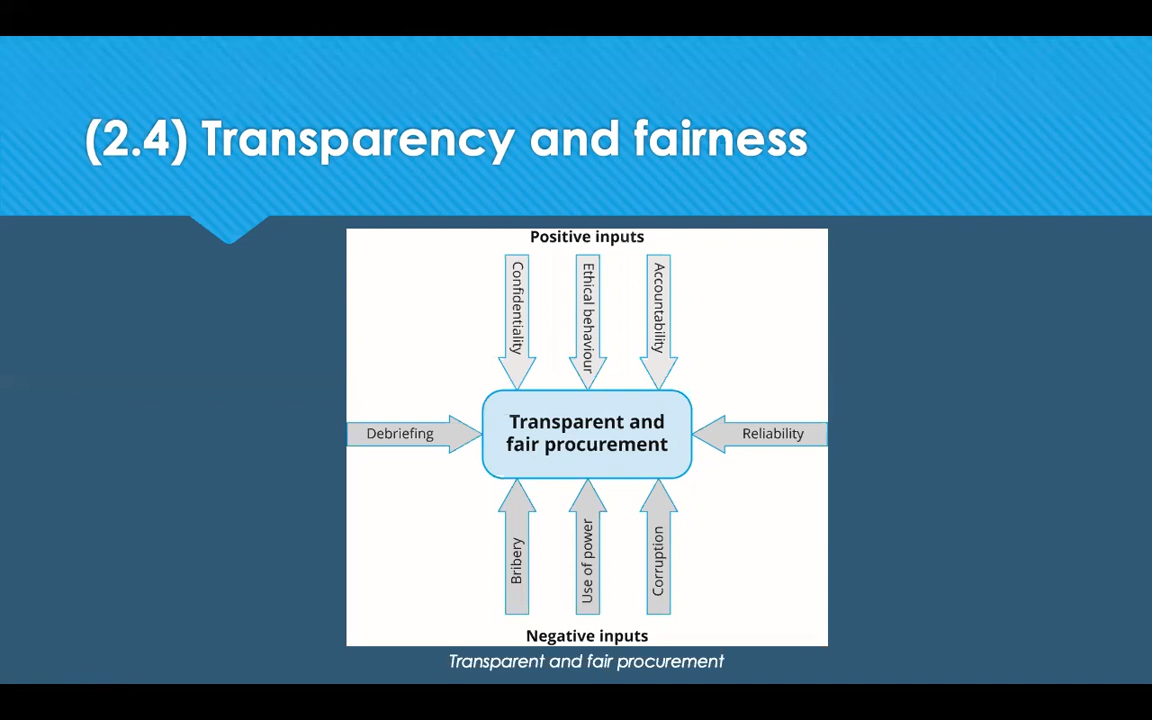 (2.4) Transparency and fairness
Positive inputs
Confidentiality
Ethical behaviour
Accountability
Debriefing
Transparent and
fair procurement
Reliability
Bribery
Use of power
Corruption
Negative inputs
Transparent and fair procurement